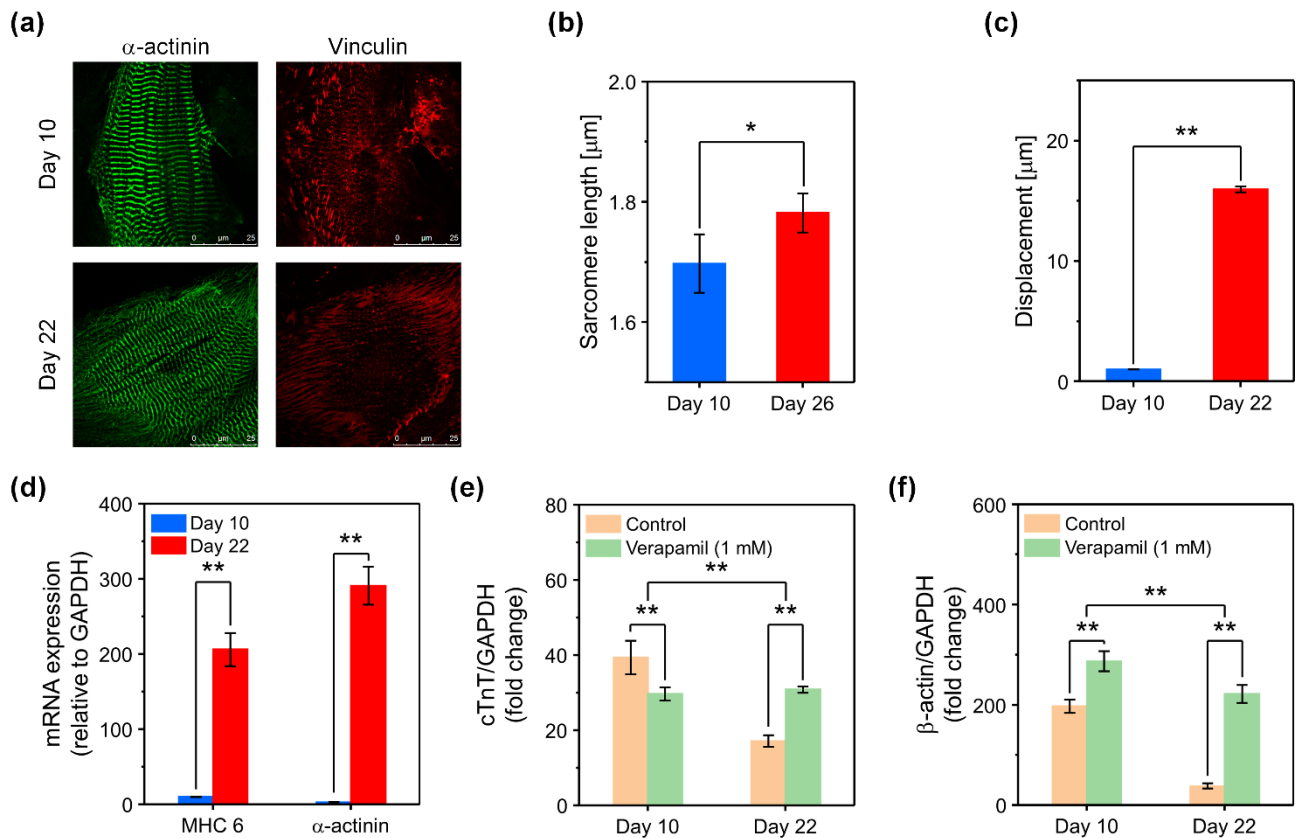 (a)
α-actinin
Vinculin
Day 10
0 μm 25
0 μm 25
Day 22
0 μm 25
0 μm 25
(b)
Sarcomere length [μm]
2.0
1.8
1.6
*
Day 10
Day 26
(c)
Displacement [μm]
20
10
0
**
Day 10
Day 22
(d)
mRNA expression
(relative to GAPDH)
400
300
200
100
0
Day 10
Day 22
**
**
MHC 6
α-actinin
(e)
cTnT/GAPDH
(fold change)
80
60
40
20
0
Control
Verapamil (1 mM)
**
**
**
Day 10
Day 22
(f)
β-actin/GAPDH
(fold change)
600
400
200
0
Control
Verapamil (1 mM)
**
**
**
Day 10
Day 22